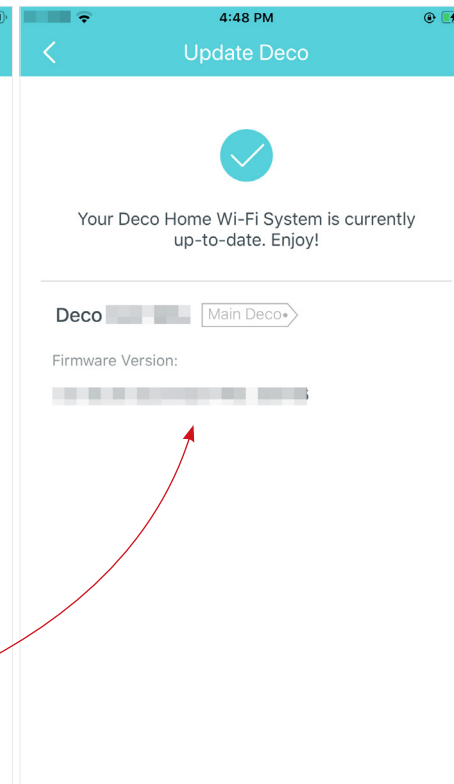 4:48 PM
Update Deco
Your Deco Home Wi-Fi System is currently
up-to-date. Enjoy!
Deco
Main Deco
Firmware Version: